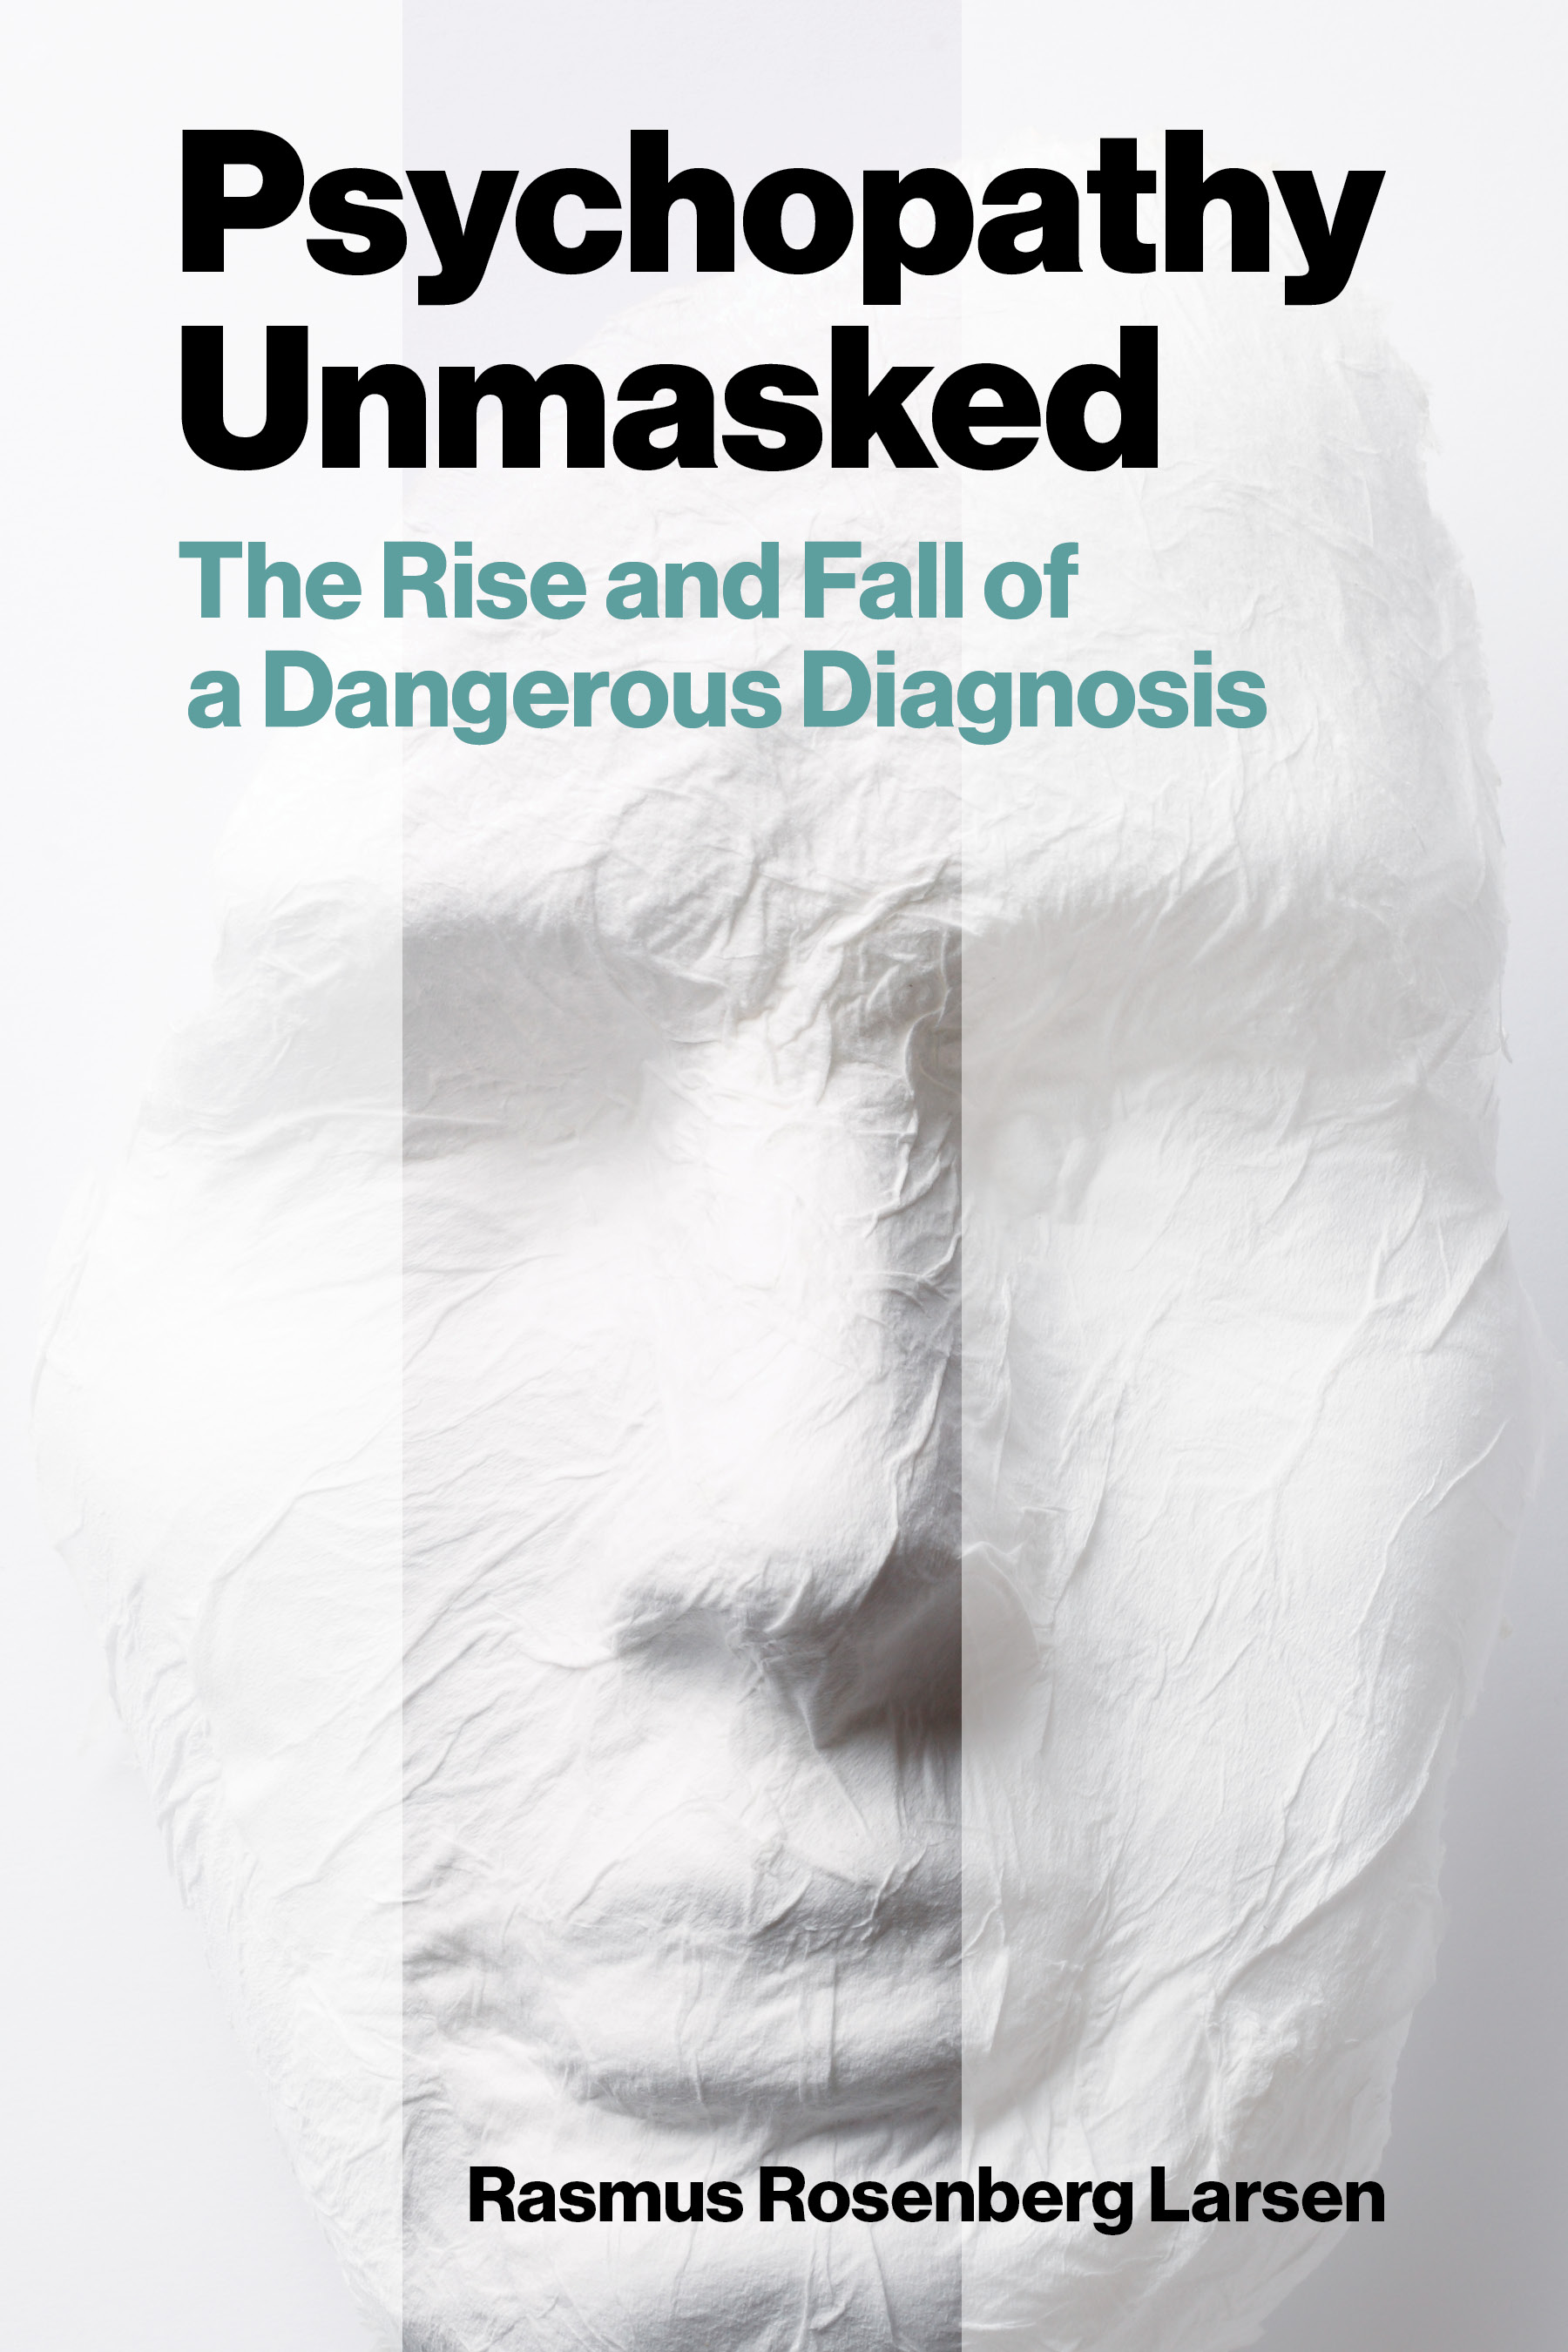 Psychopathy
Unmasked
The Rise and Fall of
a Dangerous Diagnosis
Rasmus Rosenberg Larsen